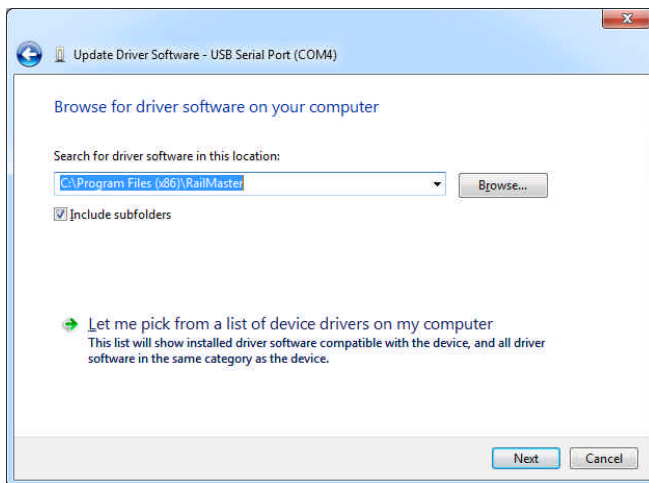 Update Driver Software - USB Serial Port (COM4)
Browse for driver software on your computer
Search for driver software in this location:
C:\Program Files (x86)\RailMaster
Browse...
Include subfolders
Let me pick from a list of device drivers on my computer
This list will show installed driver software compatible with the device, and all driver
software in the same category as the device.
Next
Cancel